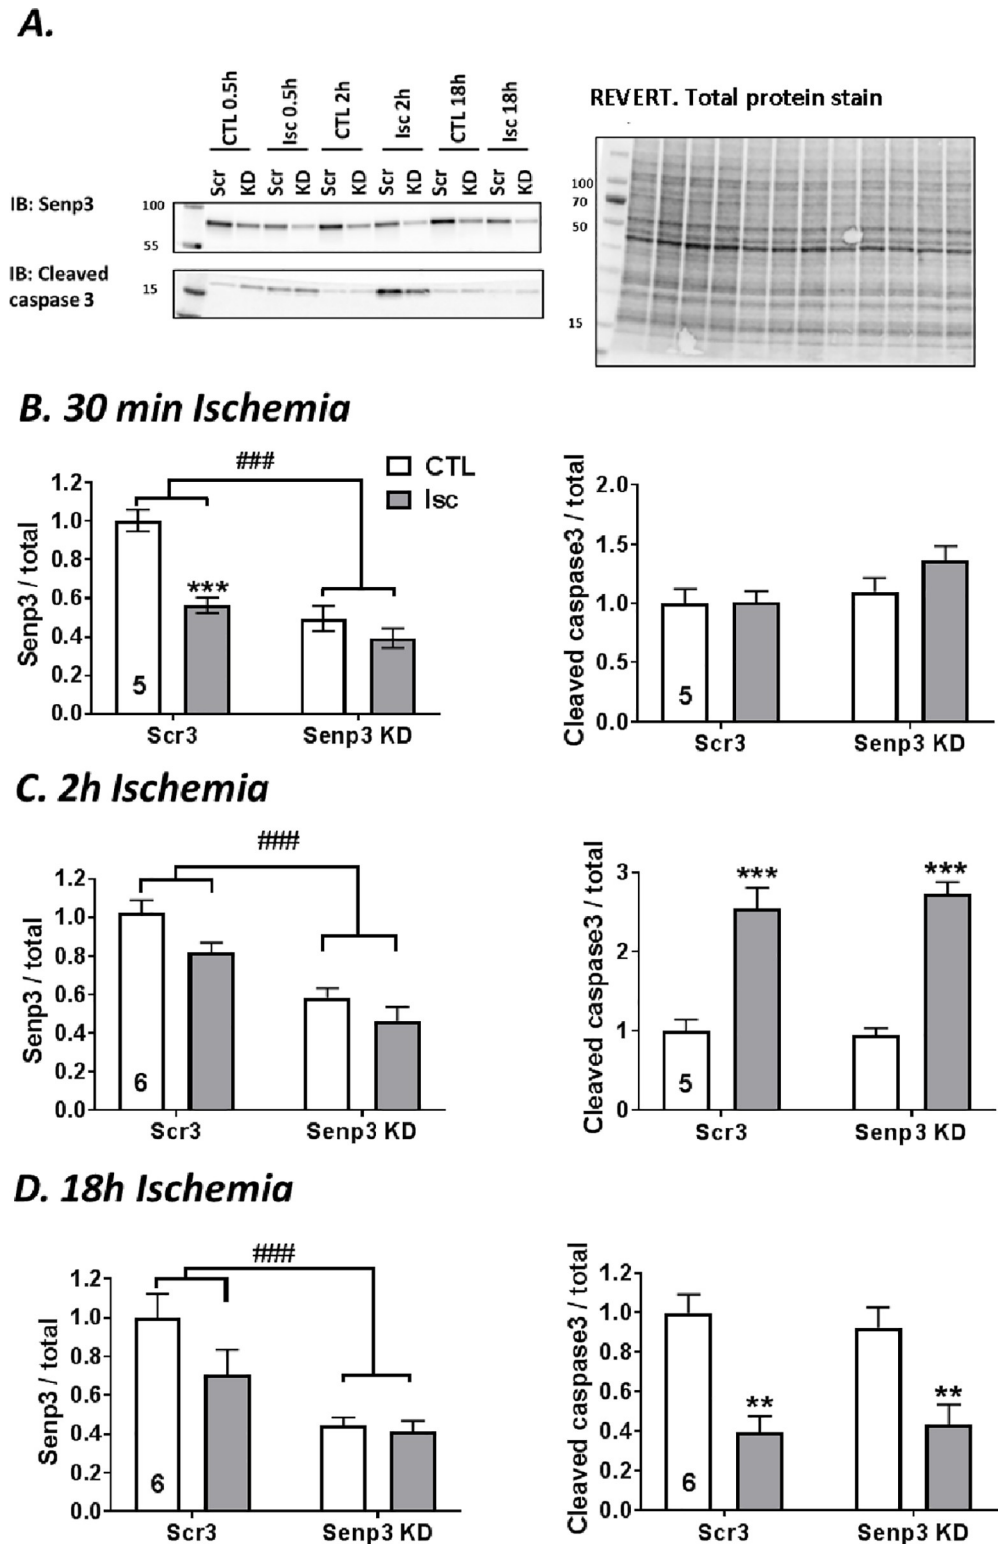 A.
CTL 0.5h
Isc 0.5h
CTL 2h
Isc 2h
CTL 18h
Isc 18h
REVERT. Total protein stain
Scr KD Scr KD Scr KD Scr KD Scr KD Scr KD
IB: Senp3
100
55
IB: Cleaved
caspase 3
15
100
70
50
15
B. 30 min Ischemia
###
CTL
Isc
Senp3 / total
1.2
1.0
0.8
0.6
0.4
0.2
0.0
***
5
Scr3 Senp3 KD
Cleaved caspase3 / total
2.0
1.5
1.0
0.5
0.0
5
Scr3 Senp3 KD
C. 2h Ischemia
###
Senp3 / total
1.2
1.0
0.8
0.6
0.4
0.2
0.0
6
Scr3 Senp3 KD
Cleaved caspase3 / total
3
2
1
0
*** ***
5
Scr3 Senp3 KD
D. 18h Ischemia
###
Senp3 / total
1.2
1.0
0.8
0.6
0.4
0.2
0.0
6
Scr3 Senp3 KD
Cleaved caspase3 / total
1.2
1.0
0.8
0.6
0.4
0.2
0.0
** **
6
Scr3 Senp3 KD